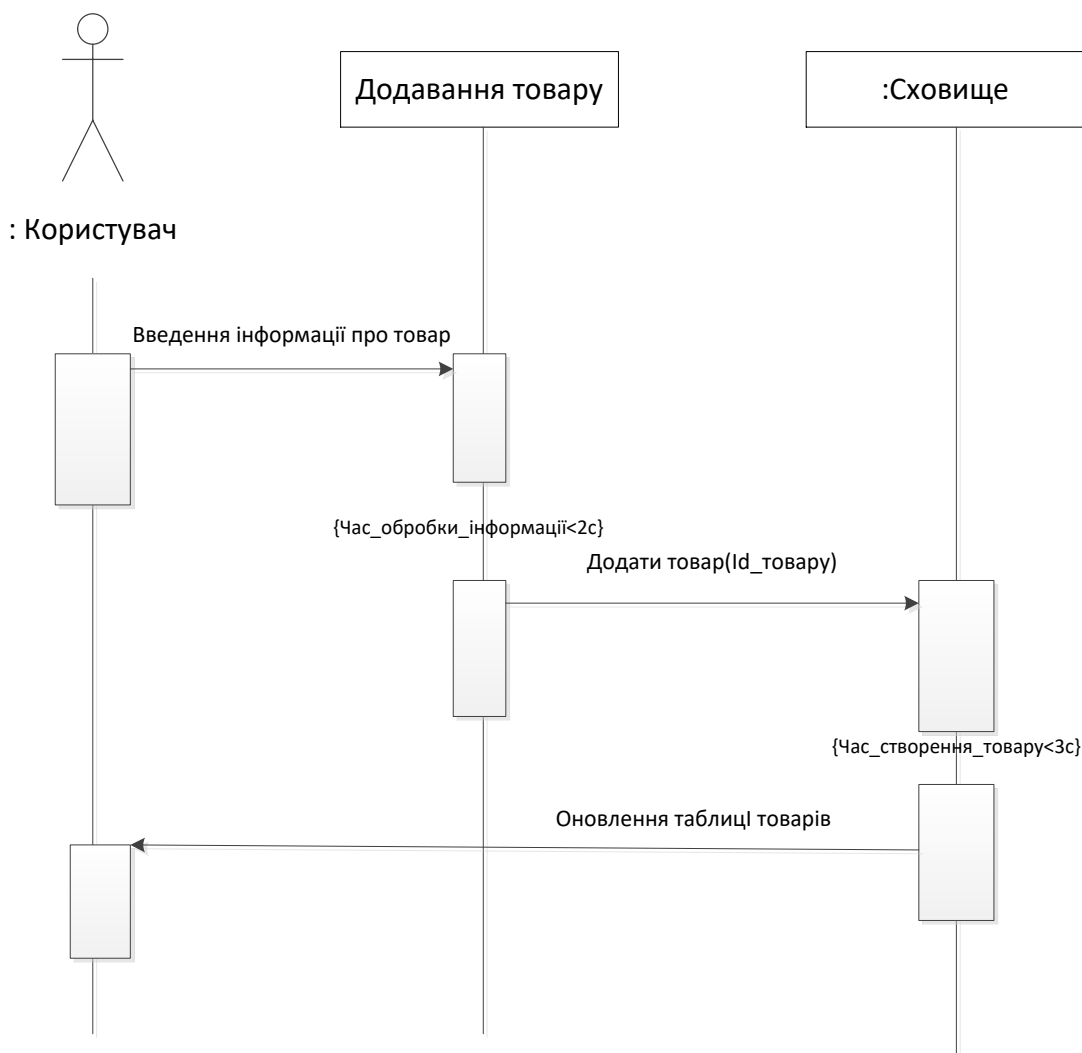 Додавання товару
:Сховище
: Користувач
Введення інформації про товар
{Час_обробки_інформації<2с}
Додати товар(Id_товару)
{Час_створення_товару<3с}
Оновлення таблицІ товарів